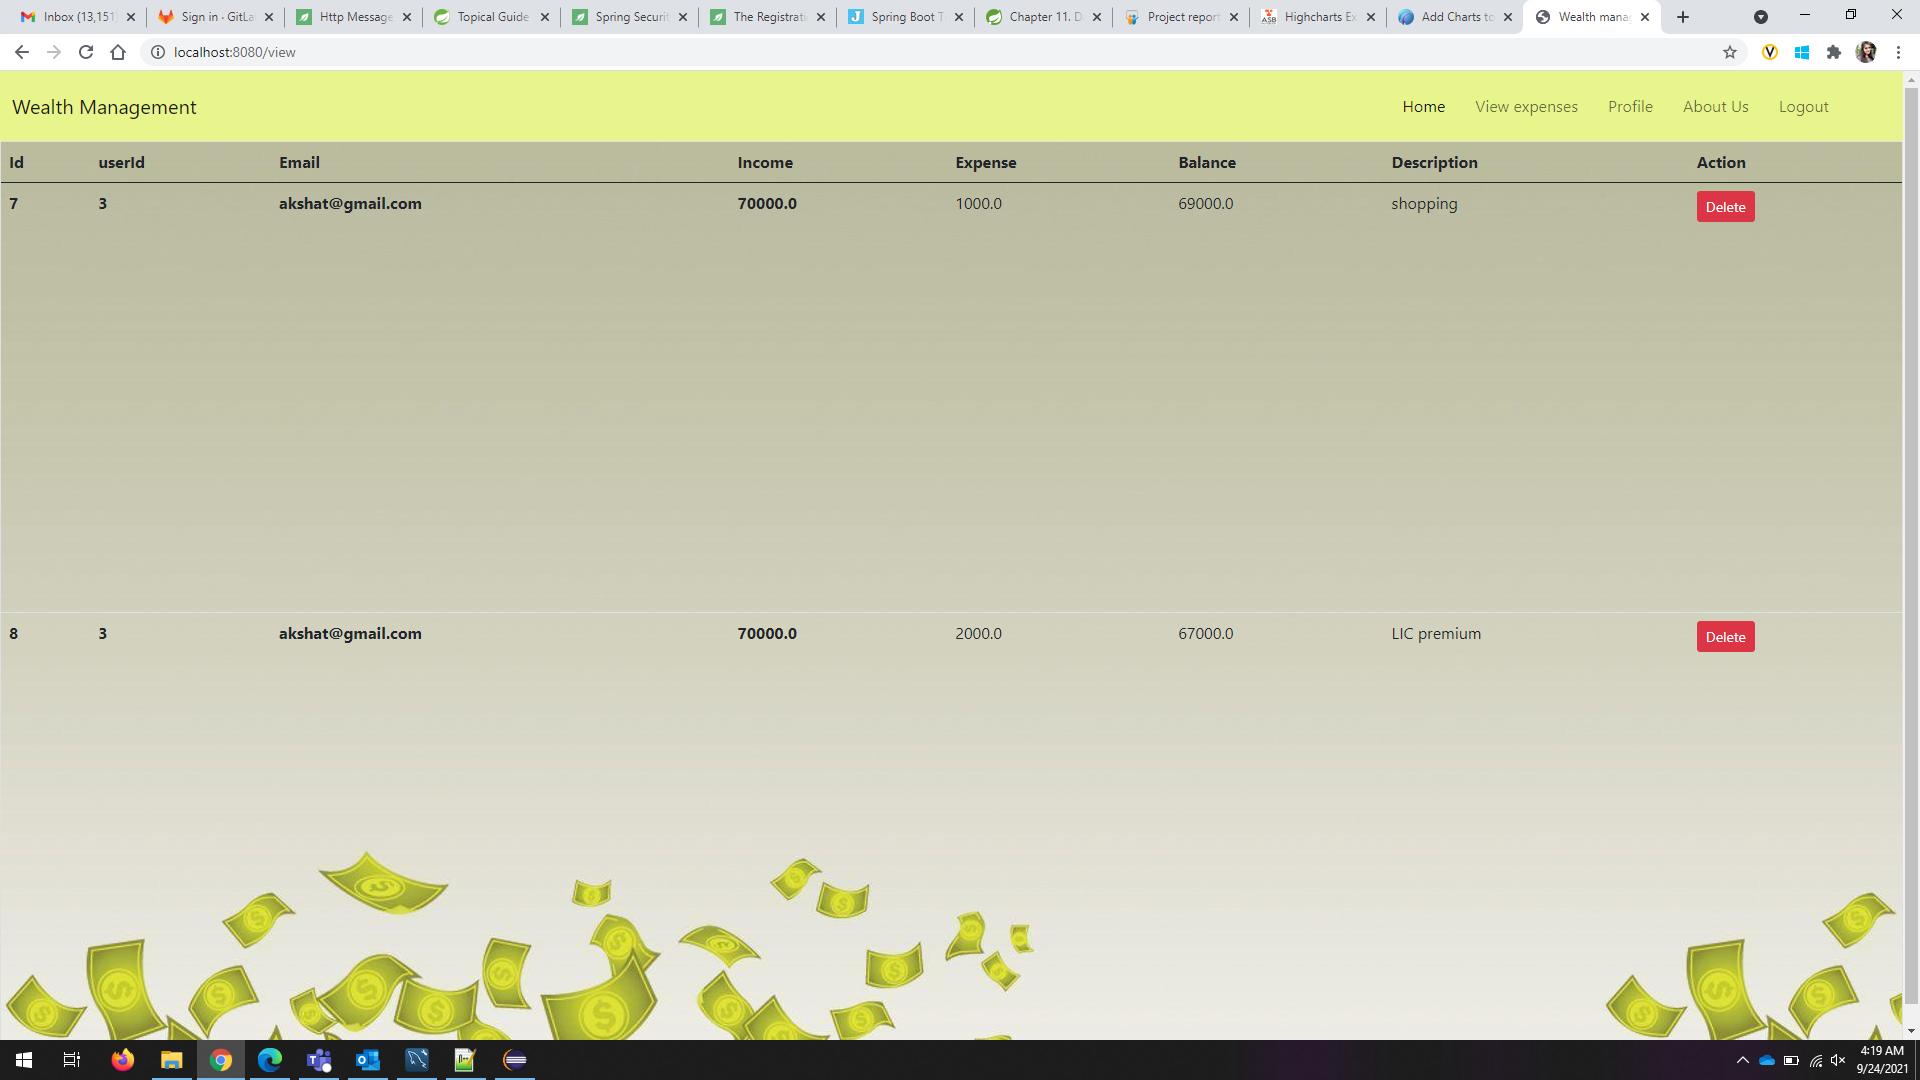 Inbox (13,151) Sign in · GitLa Http Message Topical Guide Spring Securit The Registrati Spring Boot T Chapter 11. D Project report Highcharts Ex Add Charts to Wealth mana
localhost:8080/view
Wealth Management Home View expenses Profile About Us Logout
Id userId Email Income Expense Balance Description Action
7 3 akshat@gmail.com 70000.0 1000.0 69000.0 shopping Delete
8 3 akshat@gmail.com 70000.0 2000.0 67000.0 LIC premium Delete
4:19 AM
9/24/2021